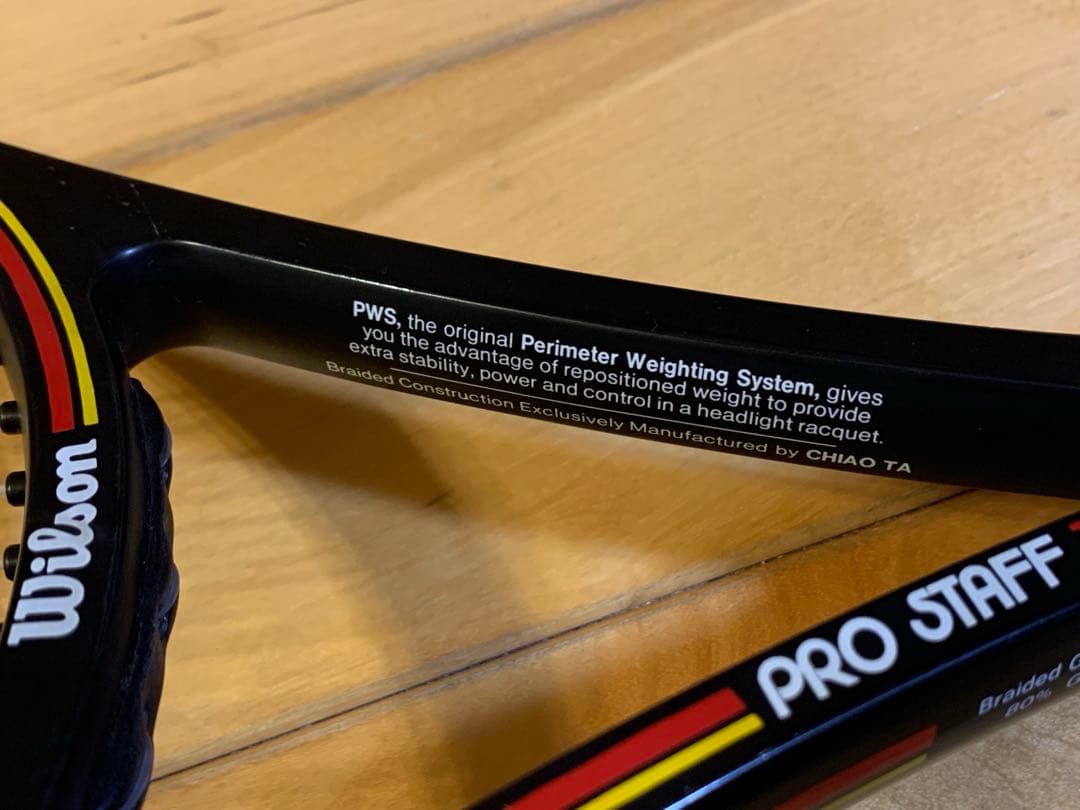 PWS, the original Perimeter Weighting System, gives
you the advantage of repositioned weight to provide
extra stability, power and control in a headlight racquet.
Braided Construction Exclusively Manufactured by CHIAO TA
Wilson
PRO STAFF
Braided
80%